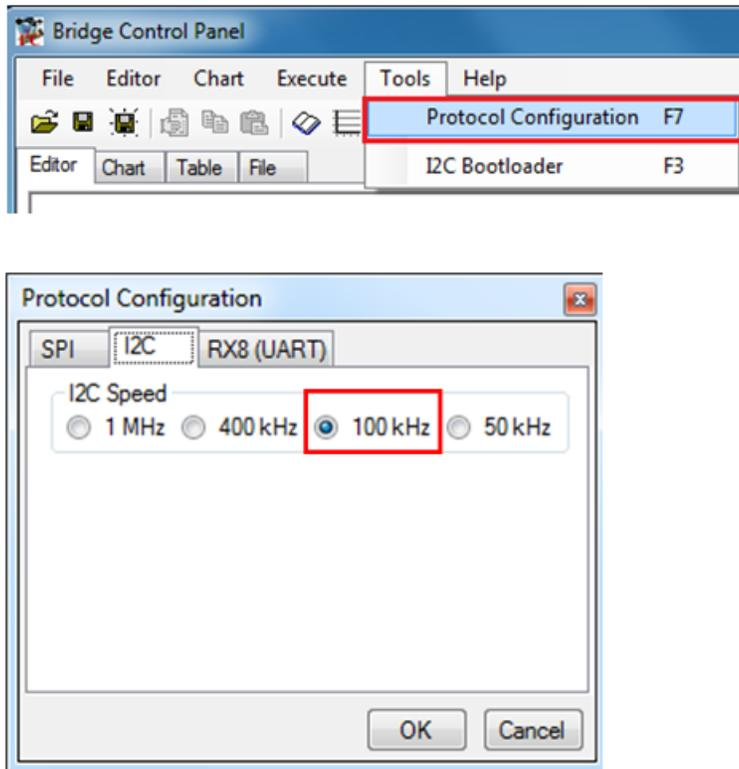 Bridge Control Panel
File Editor Chart Execute Tools Help
Protocol Configuration F7
Editor Chart Table File
I2C Bootloader F3
Protocol Configuration
SPI I2C RX8 (UART)
I2C Speed
1 MHz 400 kHz 100 kHz 50 kHz
OK Cancel